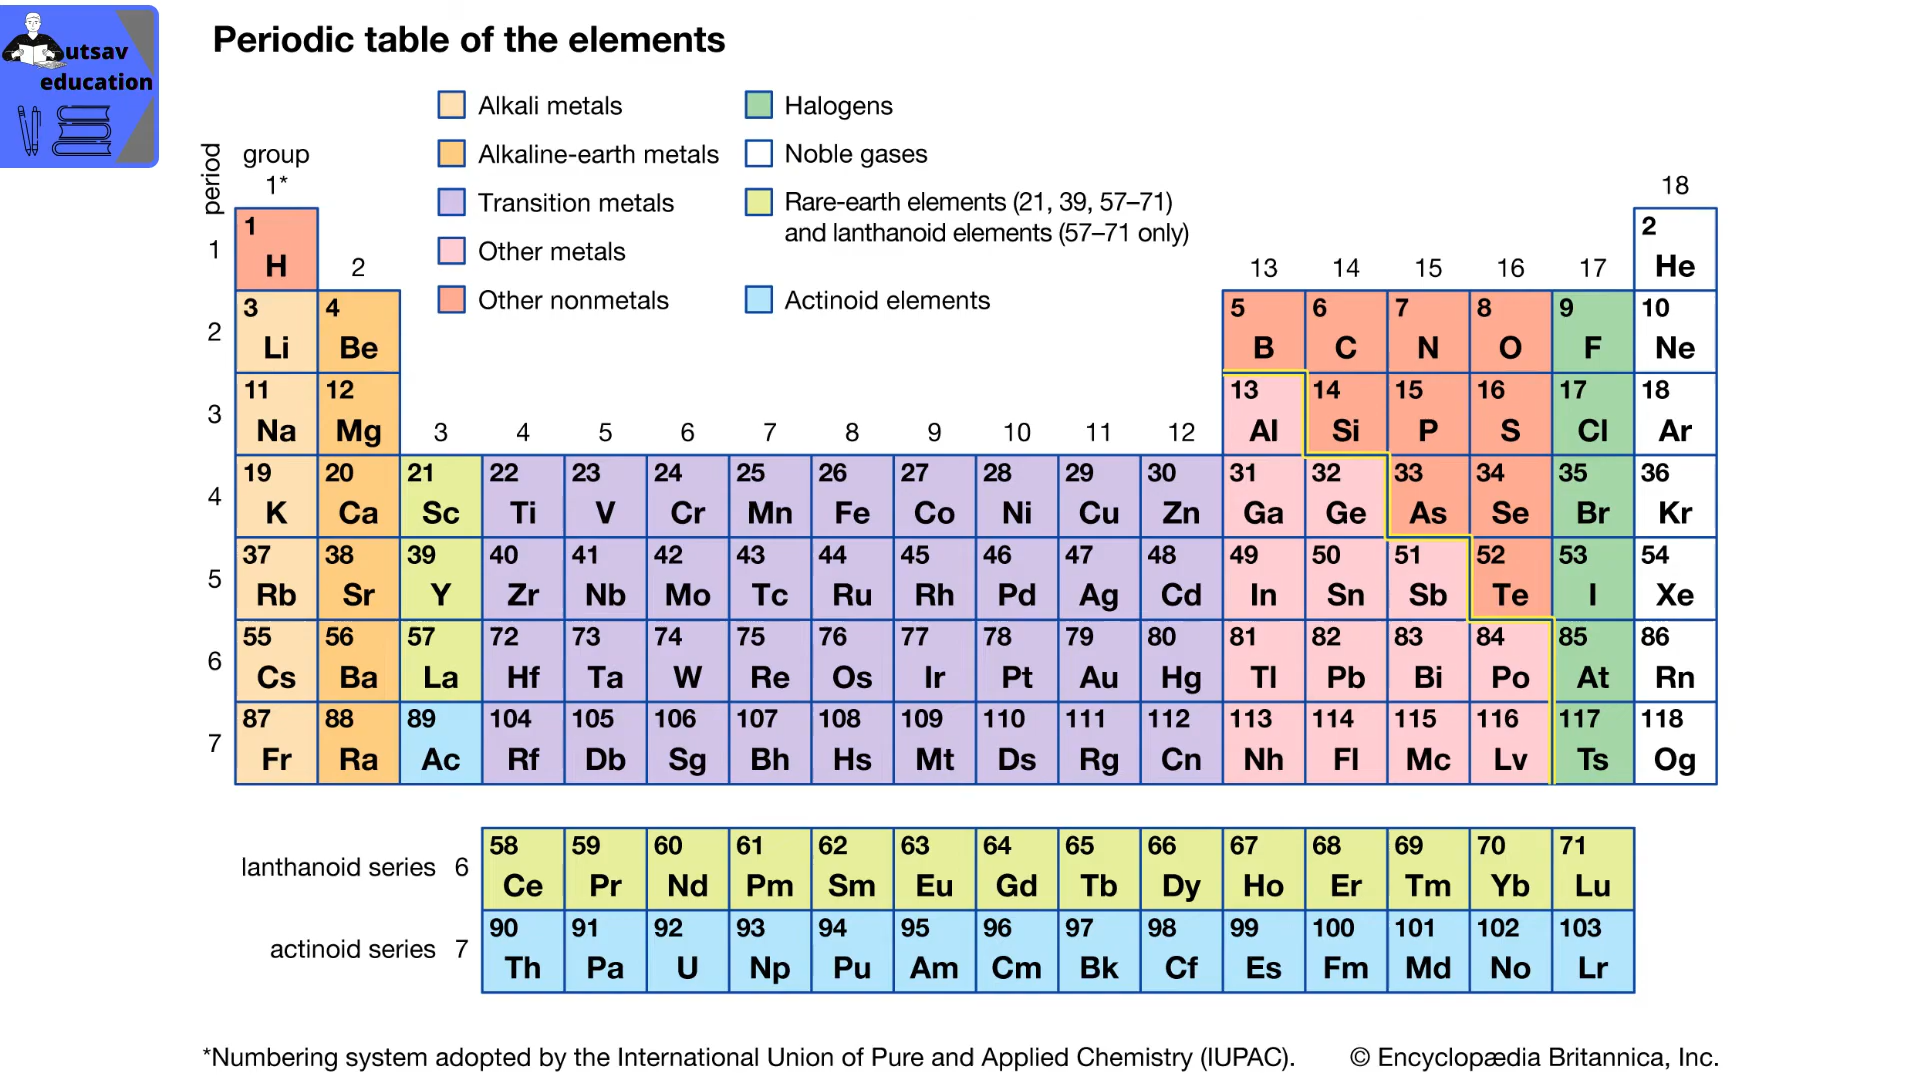 utsav
education
Periodic table of the elements
Alkali metals
Alkaline-earth metals
Transition metals
Other metals
Other nonmetals
Halogens
Noble gases
Rare-earth elements (21, 39, 57–71)
and lanthanoid elements (57–71 only)
Actinoid elements
period
group
1* 18
1 1 H 2 He
2 13 14 15 16 17
2 3 Li 4 Be 5 B 6 C 7 N 8 O 9 F 10 Ne
3 11 Na 12 Mg 13 Al 14 Si 15 P 16 S 17 Cl 18 Ar
3 4 5 6 7 8 9 10 11 12
4 19 K 20 Ca 21 Sc 22 Ti 23 V 24 Cr 25 Mn 26 Fe 27 Co 28 Ni 29 Cu 30 Zn 31 Ga 32 Ge 33 As 34 Se 35 Br 36 Kr
5 37 Rb 38 Sr 39 Y 40 Zr 41 Nb 42 Mo 43 Tc 44 Ru 45 Rh 46 Pd 47 Ag 48 Cd 49 In 50 Sn 51 Sb 52 Te 53 I 54 Xe
6 55 Cs 56 Ba 57 La 72 Hf 73 Ta 74 W 75 Re 76 Os 77 Ir 78 Pt 79 Au 80 Hg 81 Tl 82 Pb 83 Bi 84 Po 85 At 86 Rn
7 87 Fr 88 Ra 89 Ac 104 Rf 105 Db 106 Sg 107 Bh 108 Hs 109 Mt 110 Ds 111 Rg 112 Cn 113 Nh 114 Fl 115 Mc 116 Lv 117 Ts 118 Og
lanthanoid series 6 58 Ce 59 Pr 60 Nd 61 Pm 62 Sm 63 Eu 64 Gd 65 Tb 66 Dy 67 Ho 68 Er 69 Tm 70 Yb 71 Lu
actinoid series 7 90 Th 91 Pa 92 U 93 Np 94 Pu 95 Am 96 Cm 97 Bk 98 Cf 99 Es 100 Fm 101 Md 102 No 103 Lr
*Numbering system adopted by the International Union of Pure and Applied Chemistry (IUPAC). © Encyclopædia Britannica, Inc.